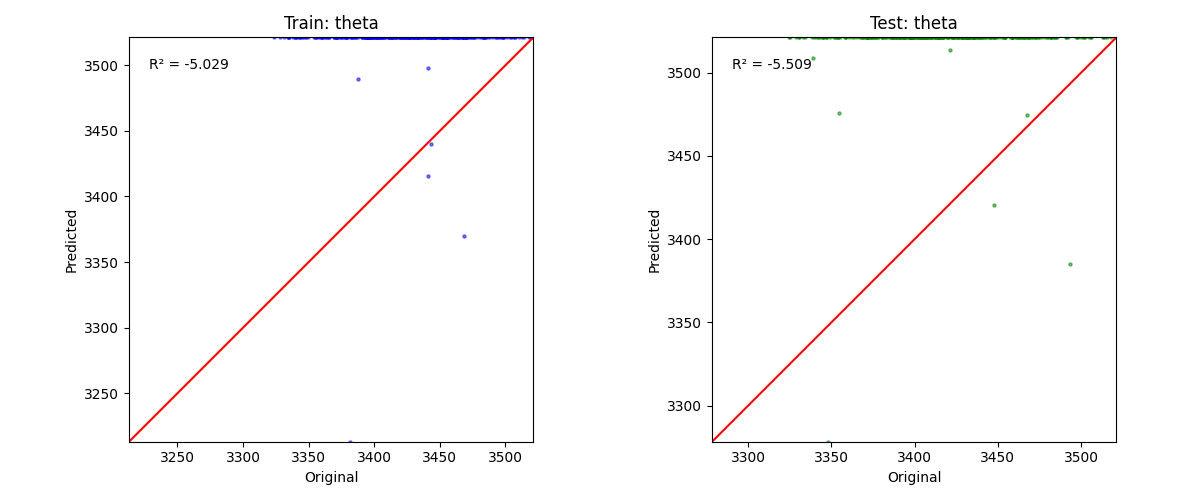 Train: theta
R² = -5.029
3500
3450
3400
3350
3300
3250
Predicted
3250 3300 3350 3400 3450 3500
Original
Test: theta
R² = -5.509
3500
3450
3400
3350
3300
Predicted
3300 3350 3400 3450 3500
Original